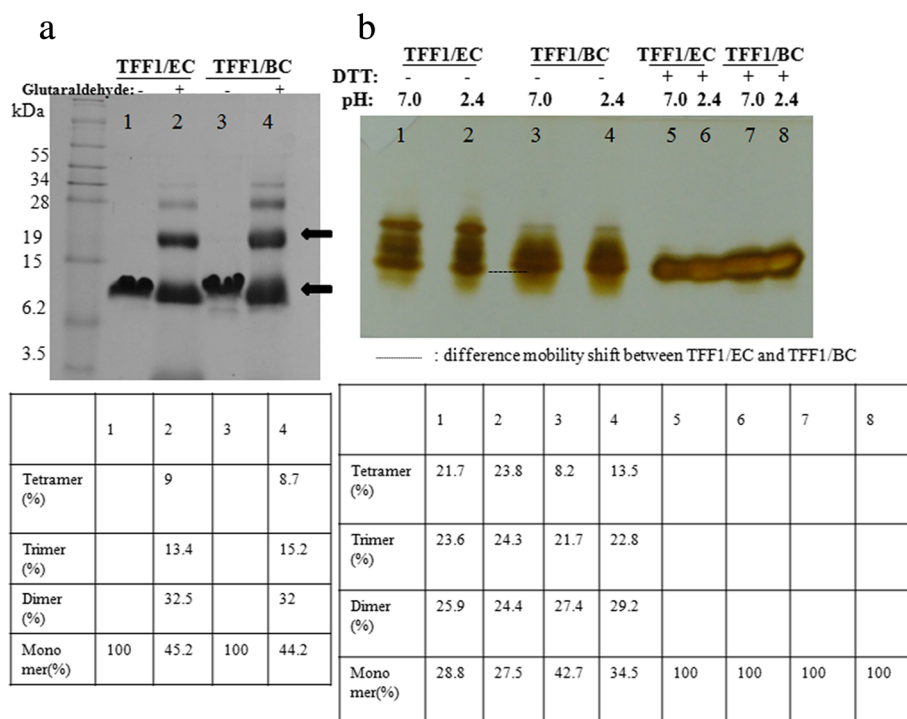 a
TFF1/EC TFF1/BC
Glutaraldehyde: - + - +
kDa
1 2 3 4
55
34
28
19
15
6.2
3.5
1 2 3 4
Tetramer (%) 9 8.7
Trimer (%) 13.4 15.2
Dimer (%) 32.5 32
Mono mer(%) 100 45.2 100 44.2
b
TFF1/EC TFF1/BC TFF1/EC TFF1/BC
DTT: - - - - + + + +
pH: 7.0 2.4 7.0 2.4 7.0 2.4 7.0 2.4
1 2 3 4 5 6 7 8
: difference mobility shift between TFF1/EC and TFF1/BC
1 2 3 4 5 6 7 8
Tetramer (%) 21.7 23.8 8.2 13.5
Trimer (%) 23.6 24.3 21.7 22.8
Dimer (%) 25.9 24.4 27.4 29.2
Mono mer(%) 28.8 27.5 42.7 34.5 100 100 100 100